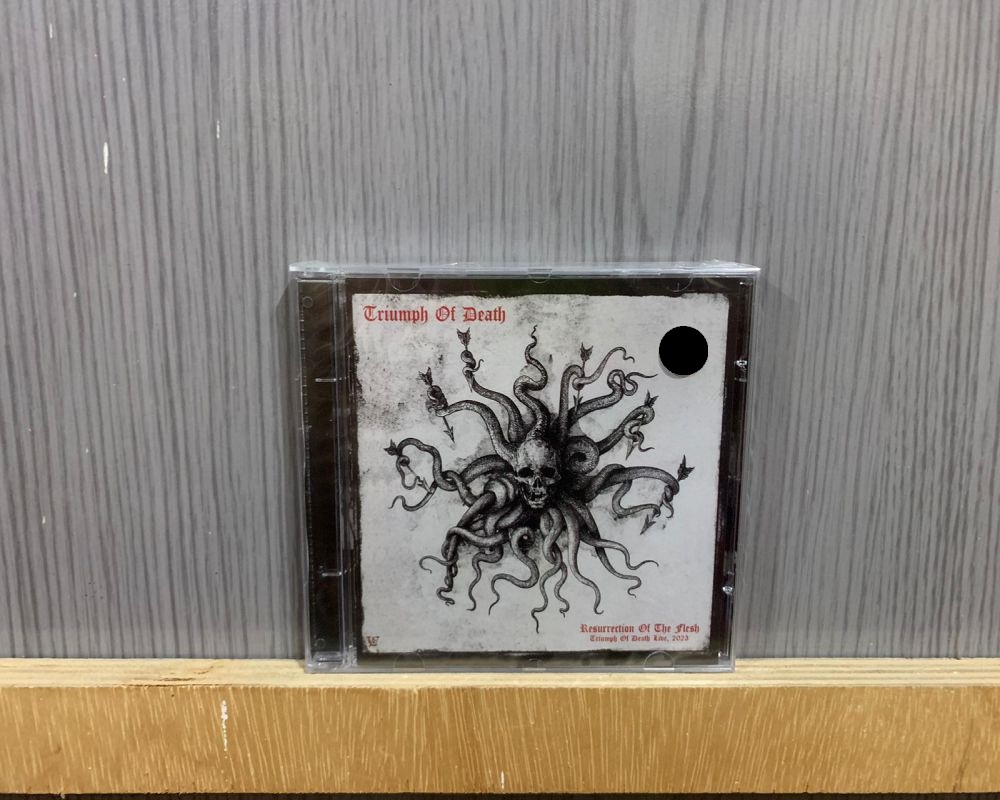 Triumph Of Death
Resurrection Of The Flesh
Triumph Of Death Live, 2023